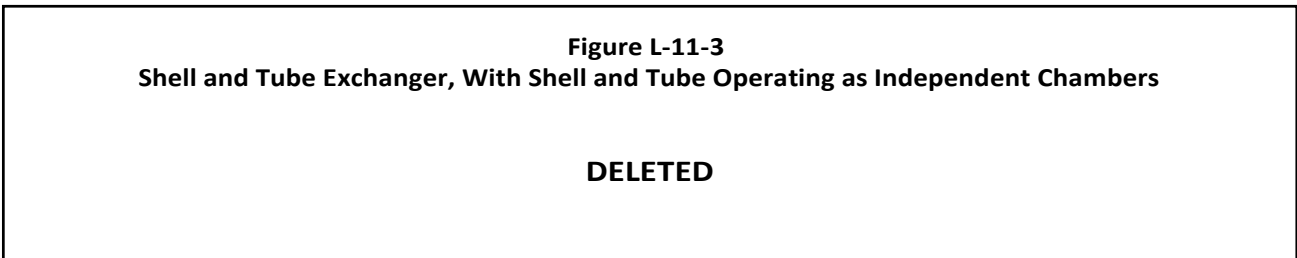 Figure L-11-3
Shell and Tube Exchanger, With Shell and Tube Operating as Independent Chambers
DELETED